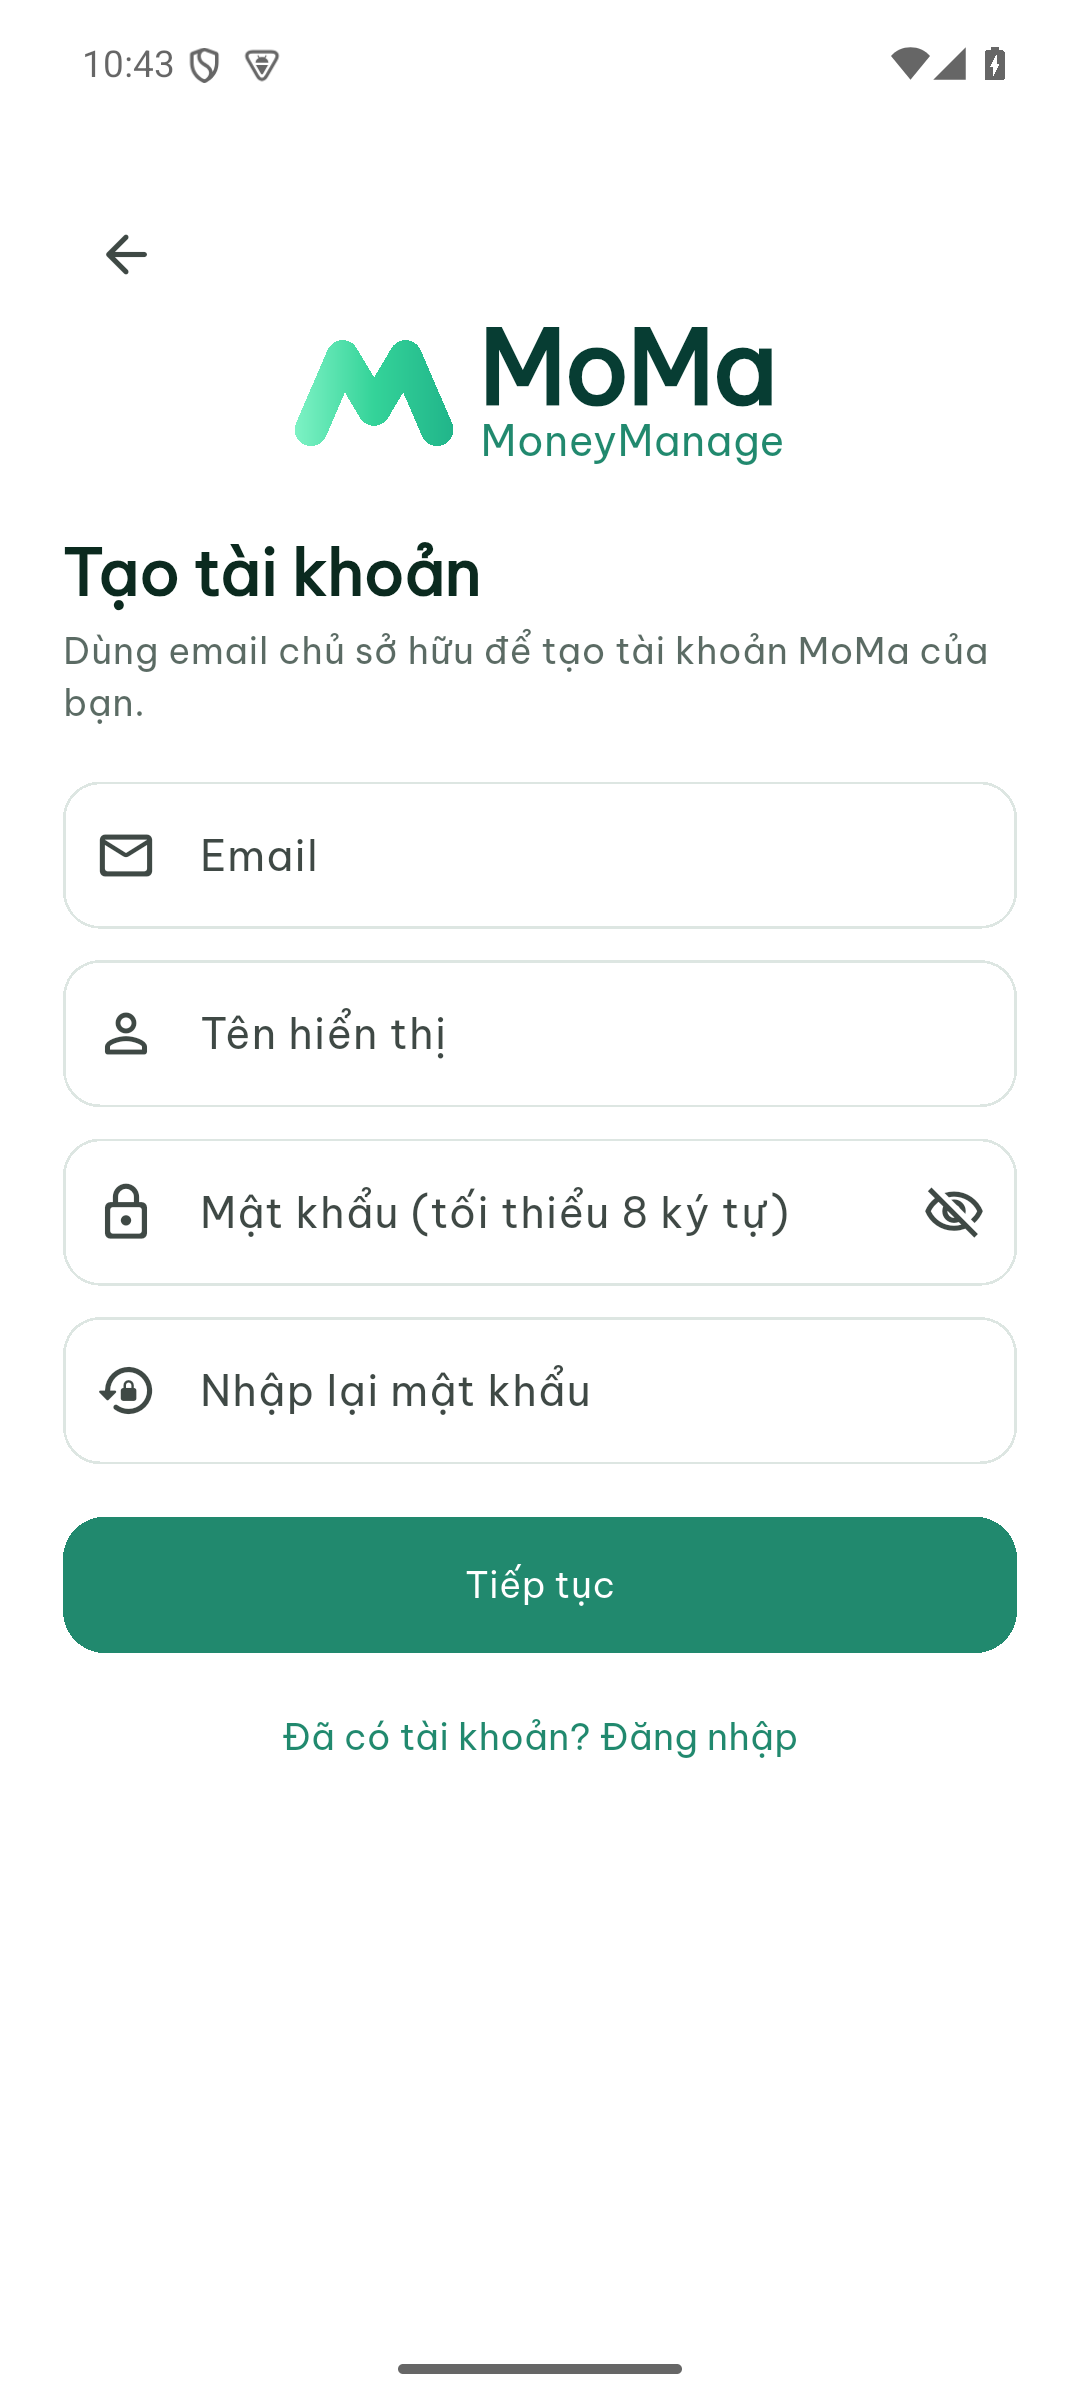 10:43
MoMa
MoneyManage
Tạo tài khoản
Dùng email chủ sở hữu để tạo tài khoản MoMa của
bạn.
Email
Tên hiển thị
Mật khẩu (tối thiểu 8 ký tự)
Nhập lại mật khẩu
Tiếp tục
Đã có tài khoản? Đăng nhập